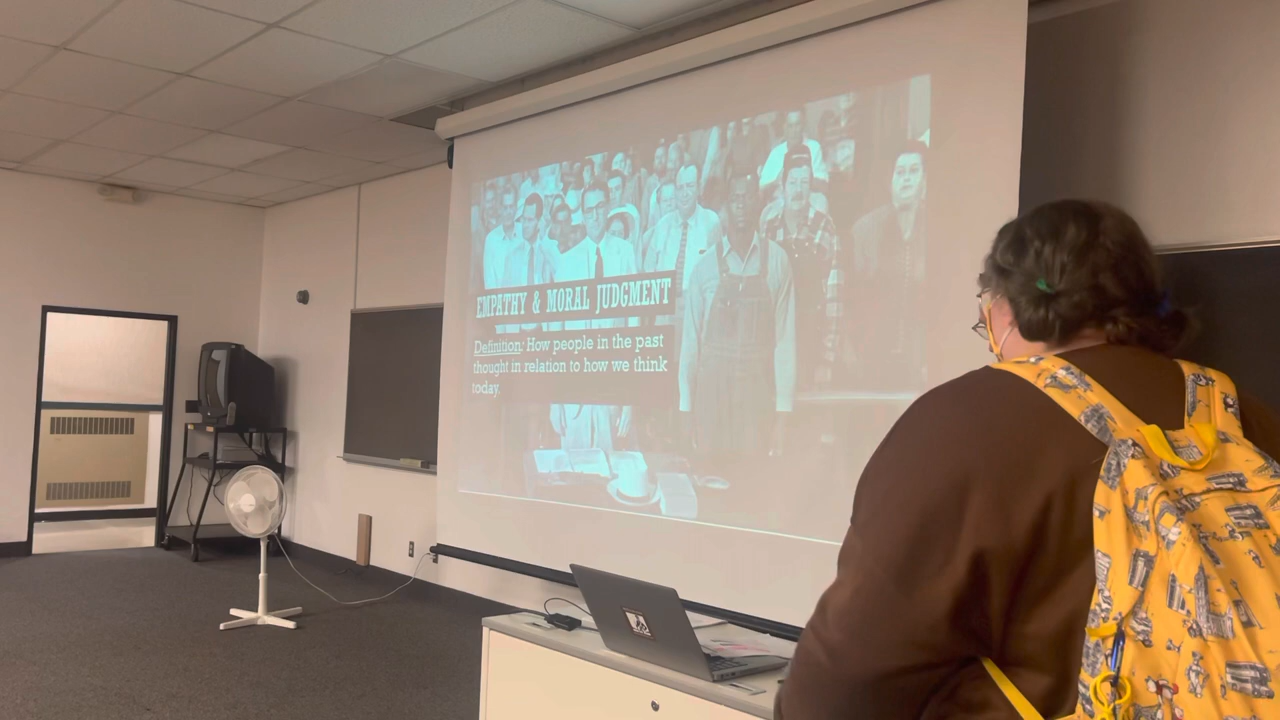 EMPATHY & MORAL JUDGMENT
Definition: How people in the past
thought in relation to how we think
today.